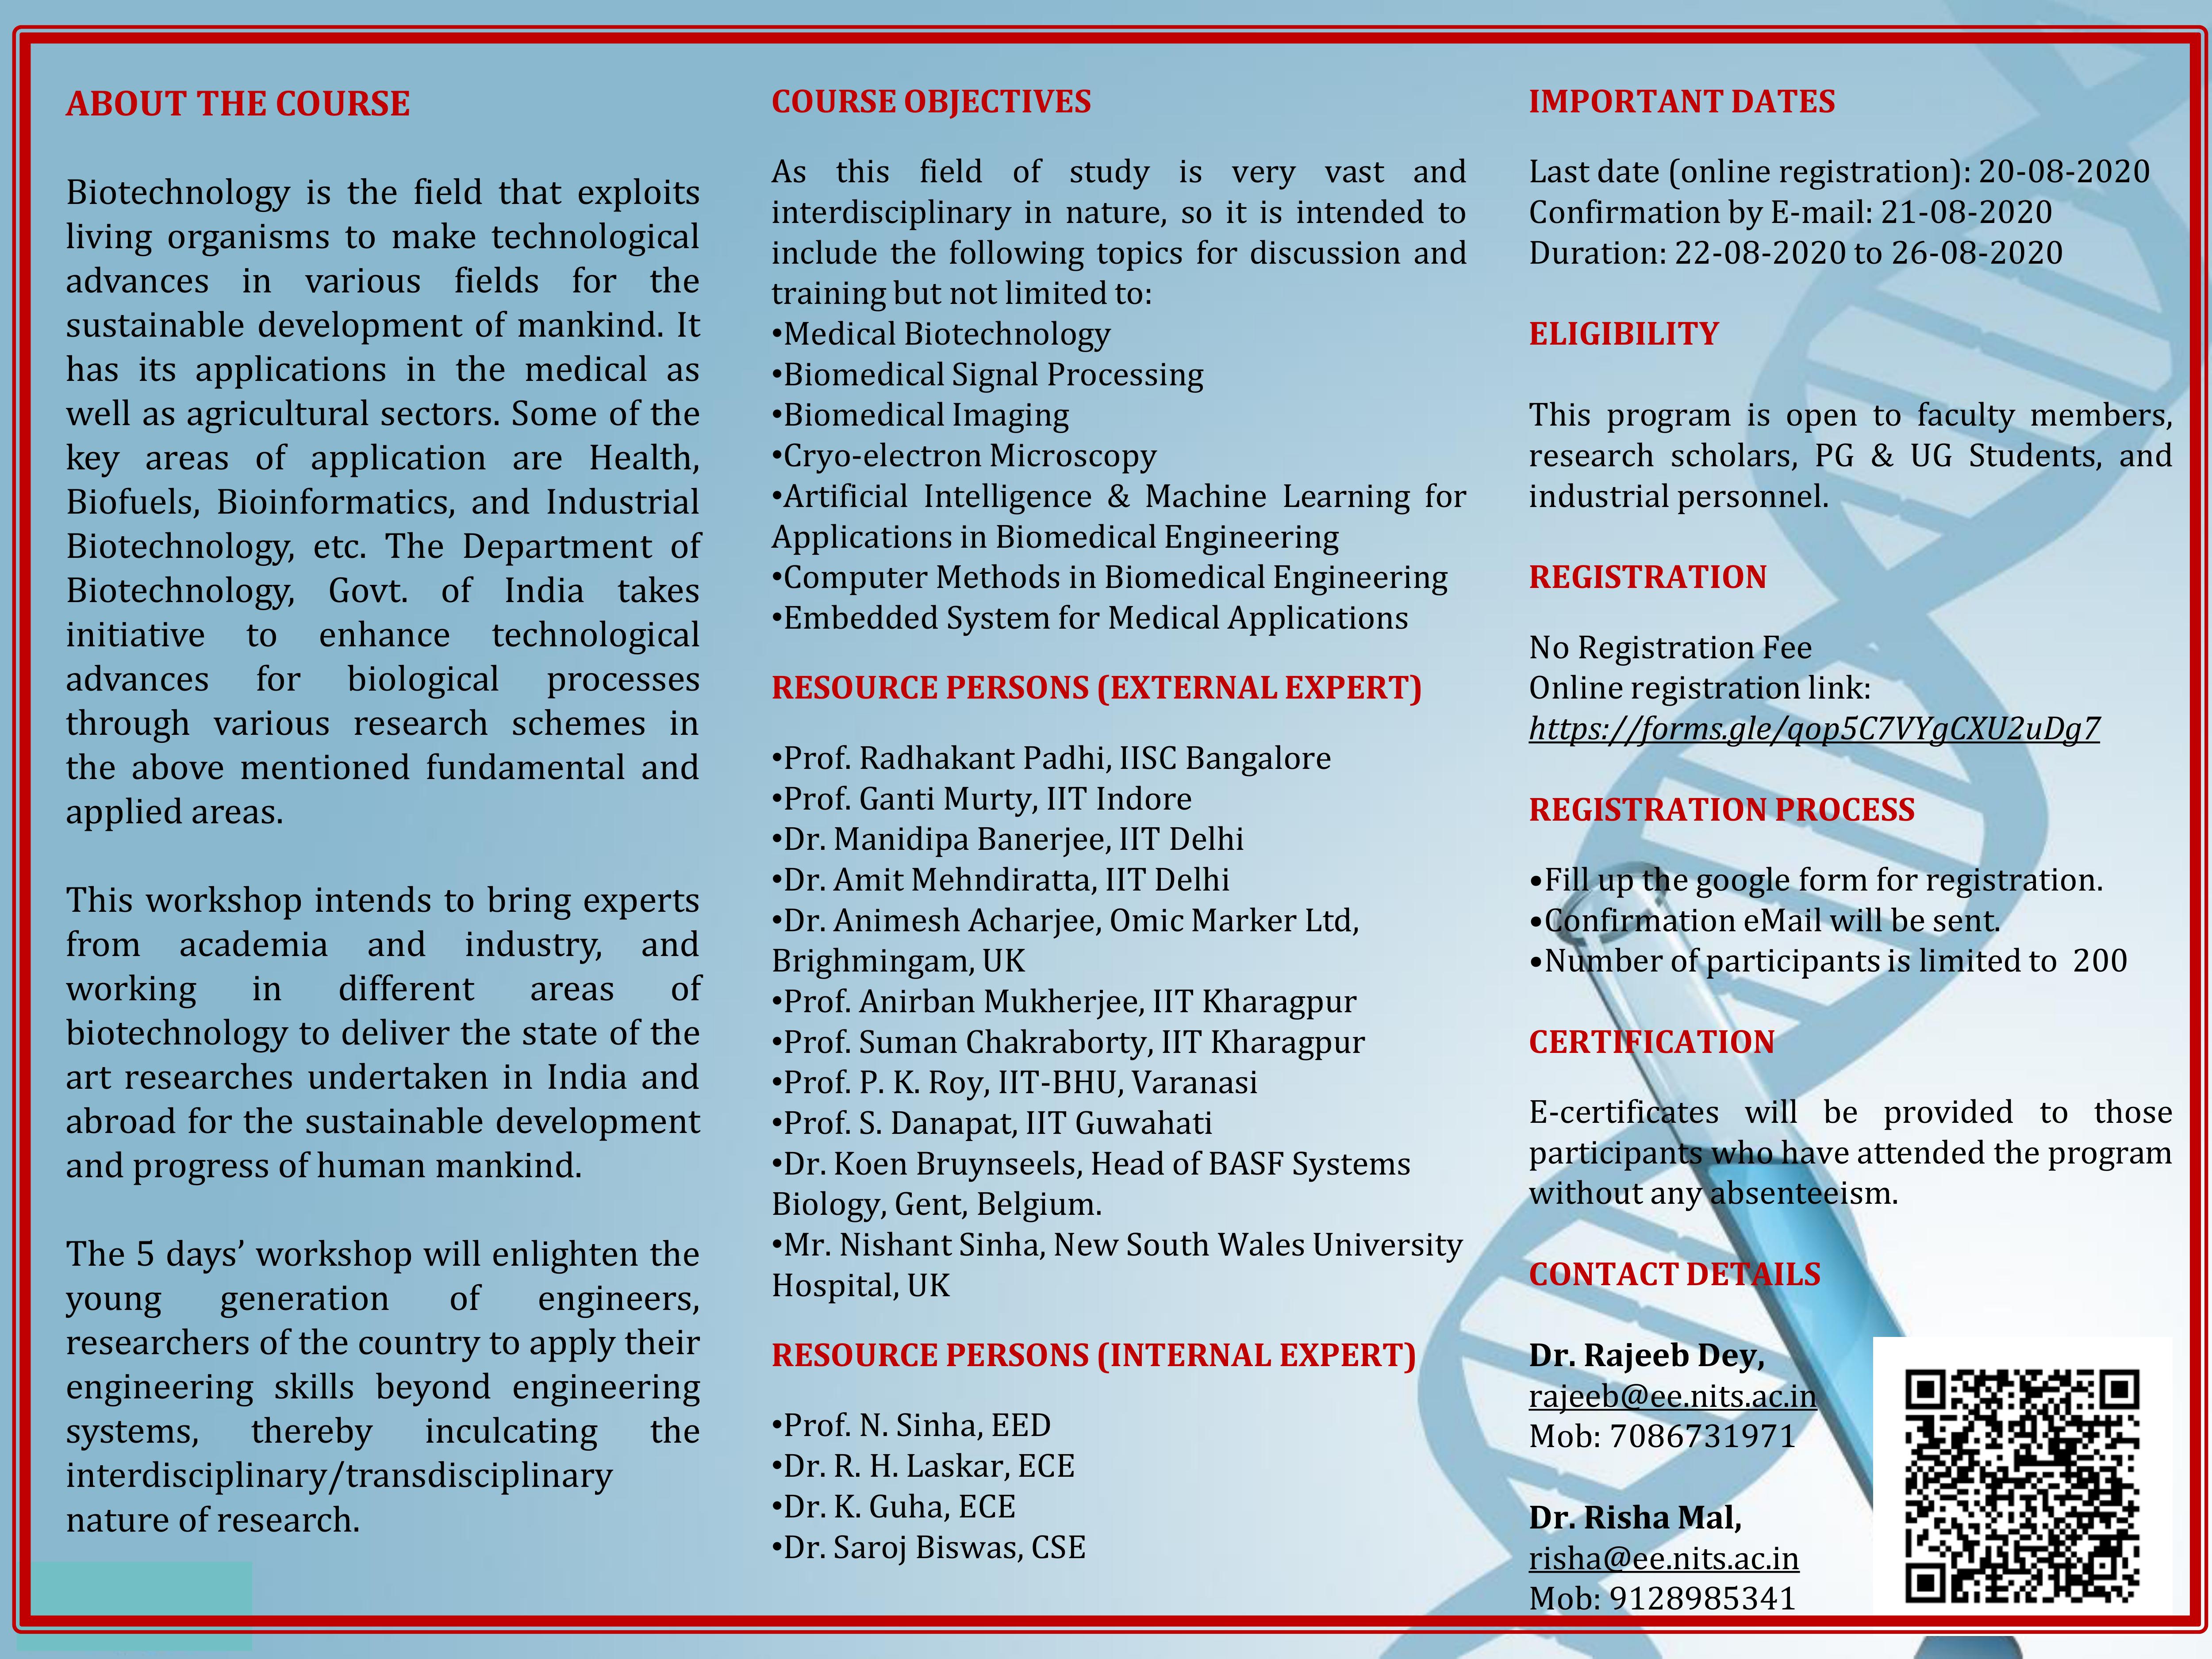 ABOUT THE COURSE
Biotechnology is the field that exploits
living organisms to make technological
advances in various fields for the
sustainable development of mankind. It
has its applications in the medical as
well as agricultural sectors. Some of the
key areas of application are Health,
Biofuels, Bioinformatics, and Industrial
Biotechnology, etc. The Department of
Biotechnology, Govt. of India takes
initiative to enhance technological
advances for biological processes
through various research schemes in
the above mentioned fundamental and
applied areas.
This workshop intends to bring experts
from academia and industry, and
working in different areas of
biotechnology to deliver the state of the
art researches undertaken in India and
abroad for the sustainable development
and progress of human mankind.
The 5 days’ workshop will enlighten the
young generation of engineers,
researchers of the country to apply their
engineering skills beyond engineering
systems, thereby inculcating the
interdisciplinary/transdisciplinary
nature of research.
COURSE OBJECTIVES
As this field of study is very vast and
interdisciplinary in nature, so it is intended to
include the following topics for discussion and
training but not limited to:
•Medical Biotechnology
•Biomedical Signal Processing
•Biomedical Imaging
•Cryo-electron Microscopy
•Artificial Intelligence & Machine Learning for
Applications in Biomedical Engineering
•Computer Methods in Biomedical Engineering
•Embedded System for Medical Applications
RESOURCE PERSONS (EXTERNAL EXPERT)
•Prof. Radhakant Padhi, IISC Bangalore
•Prof. Ganti Murty, IIT Indore
•Dr. Manidipa Banerjee, IIT Delhi
•Dr. Amit Mehndiratta, IIT Delhi
•Dr. Animesh Acharjee, Omic Marker Ltd,
Brighmingam, UK
•Prof. Anirban Mukherjee, IIT Kharagpur
•Prof. Suman Chakraborty, IIT Kharagpur
•Prof. P. K. Roy, IIT-BHU, Varanasi
•Prof. S. Danapat, IIT Guwahati
•Dr. Koen Bruynseels, Head of BASF Systems
Biology, Gent, Belgium.
•Mr. Nishant Sinha, New South Wales University
Hospital, UK
RESOURCE PERSONS (INTERNAL EXPERT)
•Prof. N. Sinha, EED
•Dr. R. H. Laskar, ECE
•Dr. K. Guha, ECE
•Dr. Saroj Biswas, CSE
IMPORTANT DATES
Last date (online registration): 20-08-2020
Confirmation by E-mail: 21-08-2020
Duration: 22-08-2020 to 26-08-2020
ELIGIBILITY
This program is open to faculty members,
research scholars, PG & UG Students, and
industrial personnel.
REGISTRATION
No Registration Fee
Online registration link:
https://forms.gle/qop5C7VYgCXU2uDg7
REGISTRATION PROCESS
•Fill up the google form for registration.
•Confirmation eMail will be sent.
•Number of participants is limited to 200
CERTIFICATION
E-certificates will be provided to those
participants who have attended the program
without any absenteeism.
CONTACT DETAILS
Dr. Rajeeb Dey,
rajeeb@ee.nits.ac.in
Mob: 7086731971
Dr. Risha Mal,
risha@ee.nits.ac.in
Mob: 9128985341